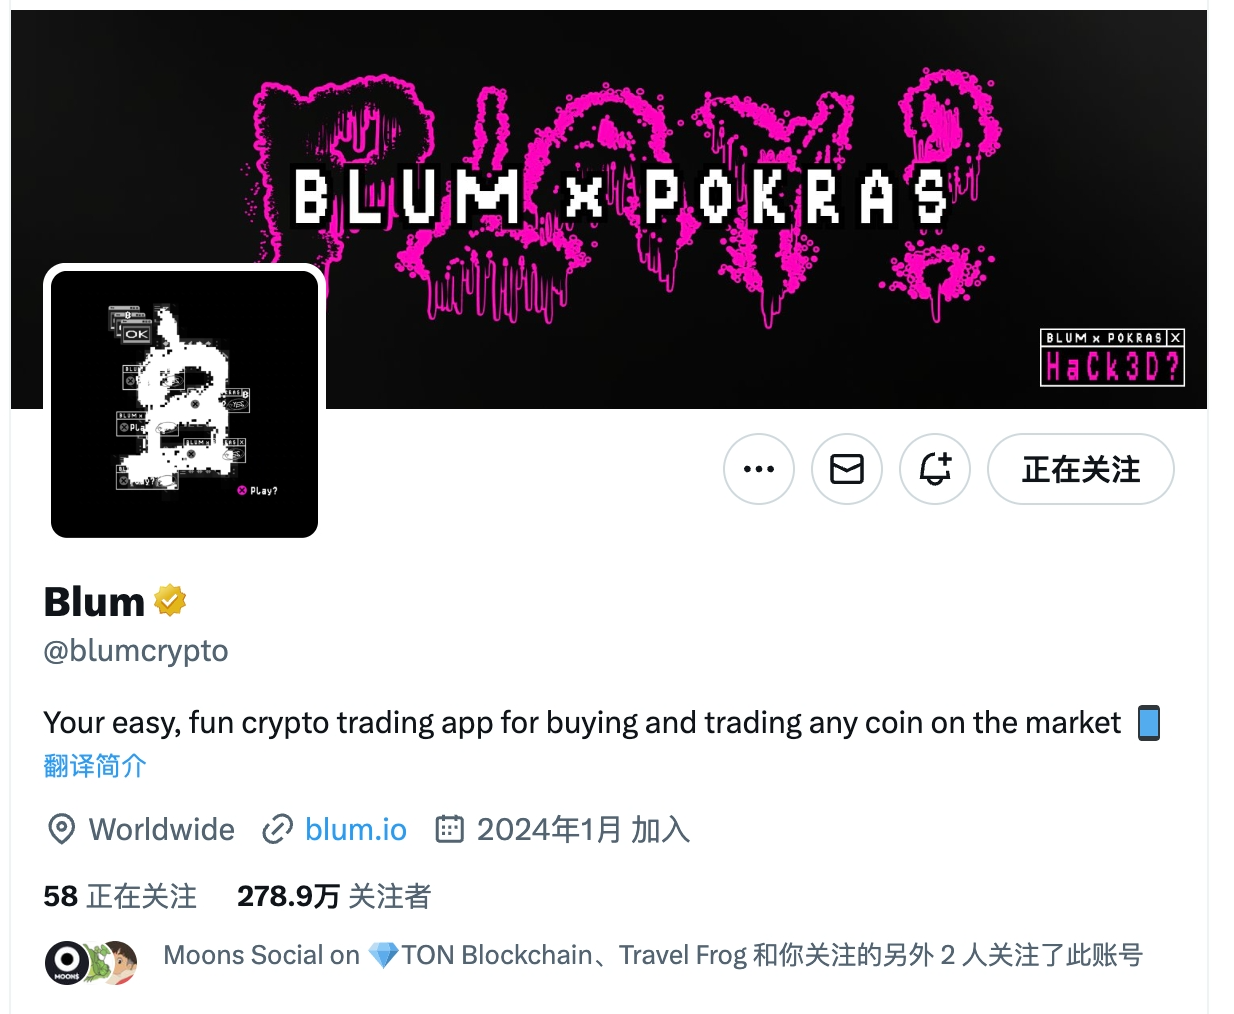 PLAY?
BLUM x POKRAS
BLUM x POKRAS X
HaCk3D?
OK
YES
PLay?
正在关注
Blum
@blumcrypto
Your easy, fun crypto trading app for buying and trading any coin on the market
翻译简介
Worldwide blum.io 2024年1月 加入
58 正在关注 278.9万 关注者
MOONS
Moons Social on 💎TON Blockchain、Travel Frog 和你关注的另外 2 人关注了此账号